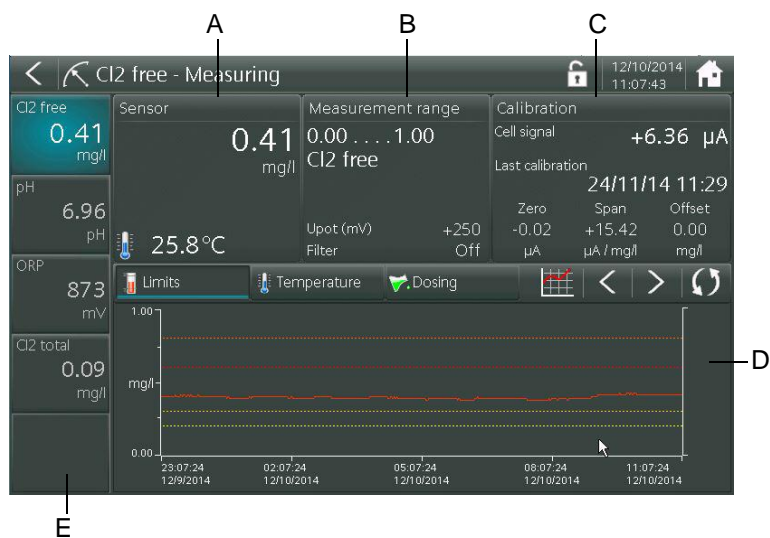 A B C
Cl2 free - Measuring
12/10/2014
11:07:43
Cl2 free
0.41
mg/l
pH
6.96
pH
ORP
873
mV
Cl2 total
0.09
mg/l
Sensor
0.41
mg/l
25.8°C
Measurement range
0.00 . . . . 1.00
Cl2 free
Upot (mV) +250
Filter Off
Calibration
Cell signal +6.36 µA
Last calibration
24/11/14 11:29
Zero Span Offset
-0.02 +15.42 0.00
µA µA / mg/l mg/l
Limits Temperature Dosing
1.00
mg/l
0.00
23:07:24 02:07:24 05:07:24 08:07:24 11:07:24
12/9/2014 12/10/2014 12/10/2014 12/10/2014 12/10/2014
D
E